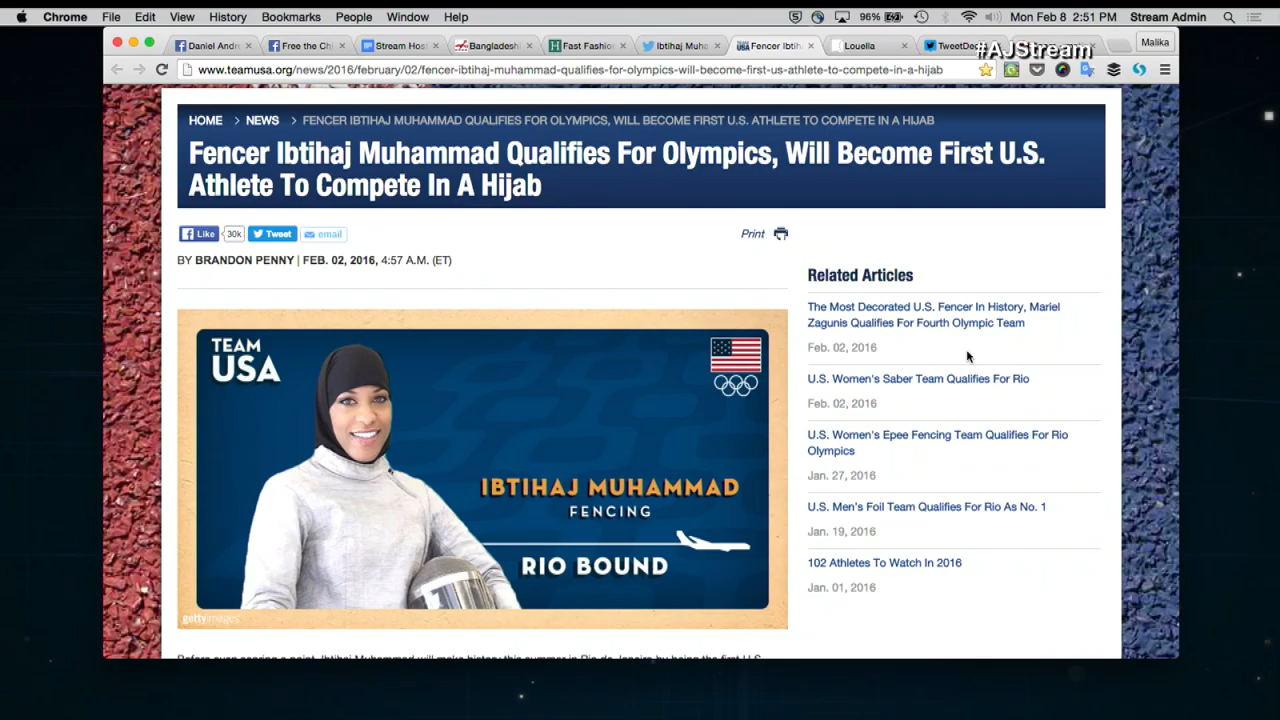 Chrome File Edit View History Bookmarks People Window Help
96% Mon Feb 8 2:51 PM Stream Admin
Daniel Andr
Free the Chi
Stream Hos
Bangladeshi
Fast Fashion
Ibtihaj Muha
Fencer Ibtih
Louella
TweetDec
Malika
#AJStream
www.teamusa.org/news/2016/february/02/fencer-ibtihaj-muhammad-qualifies-for-olympics-will-become-first-us-athlete-to-compete-in-a-hijab
HOME > NEWS > FENCER IBTIHAJ MUHAMMAD QUALIFIES FOR OLYMPICS, WILL BECOME FIRST U.S. ATHLETE TO COMPETE IN A HIJAB
Fencer Ibtihaj Muhammad Qualifies For Olympics, Will Become First U.S.
Athlete To Compete In A Hijab
Like 30k Tweet email
Print
BY BRANDON PENNY | FEB. 02, 2016, 4:57 A.M. (ET)
TEAM
USA
IBTIHAJ MUHAMMAD
FENCING
RIO BOUND
gettyimages
Related Articles
The Most Decorated U.S. Fencer In History, Mariel
Zagunis Qualifies For Fourth Olympic Team
Feb. 02, 2016
U.S. Women's Saber Team Qualifies For Rio
Feb. 02, 2016
U.S. Women's Epee Fencing Team Qualifies For Rio
Olympics
Jan. 27, 2016
U.S. Men's Foil Team Qualifies For Rio As No. 1
Jan. 19, 2016
102 Athletes To Watch In 2016
Jan. 01, 2016